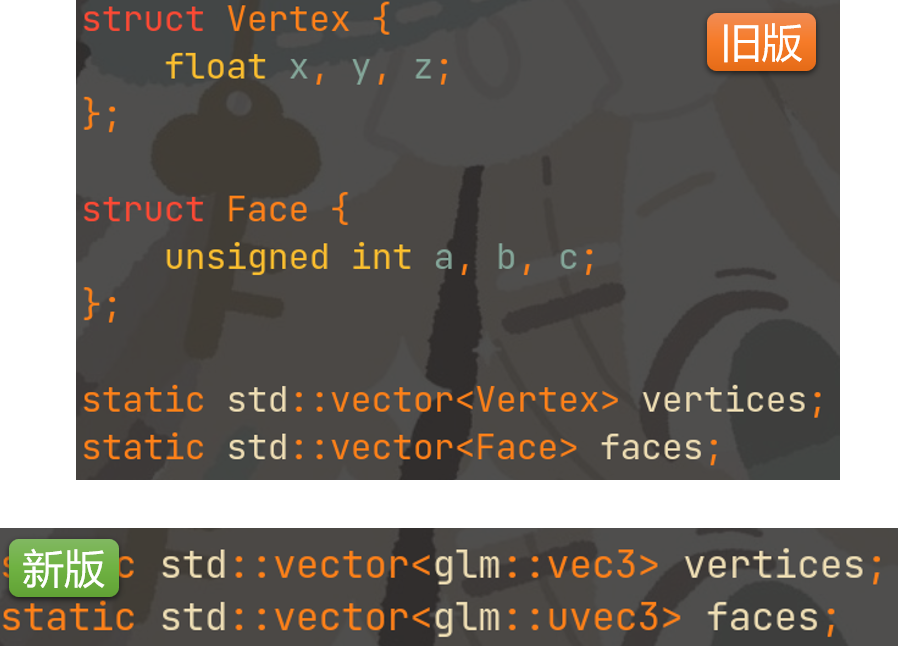 struct Vertex {
旧版
    float x, y, z;
};
struct Face {
    unsigned int a, b, c;
};
static std::vector<Vertex> vertices;
static std::vector<Face> faces;
新版
c std::vector<glm::vec3> vertices;
static std::vector<glm::uvec3> faces;